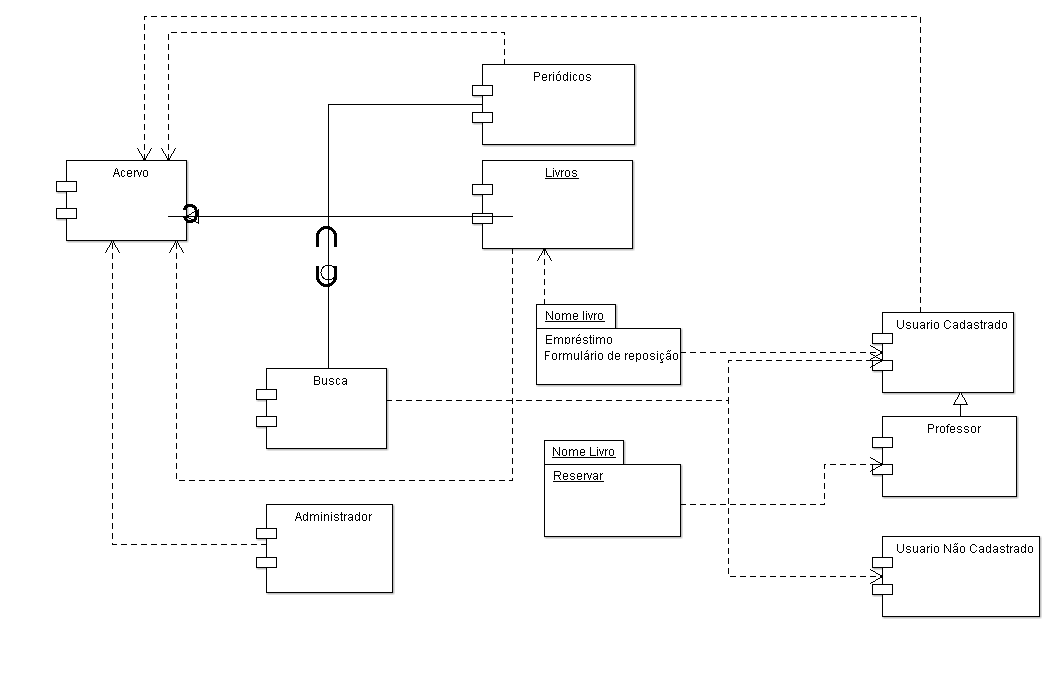 Periódicos
Acervo
Livros
Nome livro
Empréstimo
Formulário de reposição
Usuario Cadastrado
Busca
Professor
Nome Livro
Reservar
Administrador
Usuario Não Cadastrado